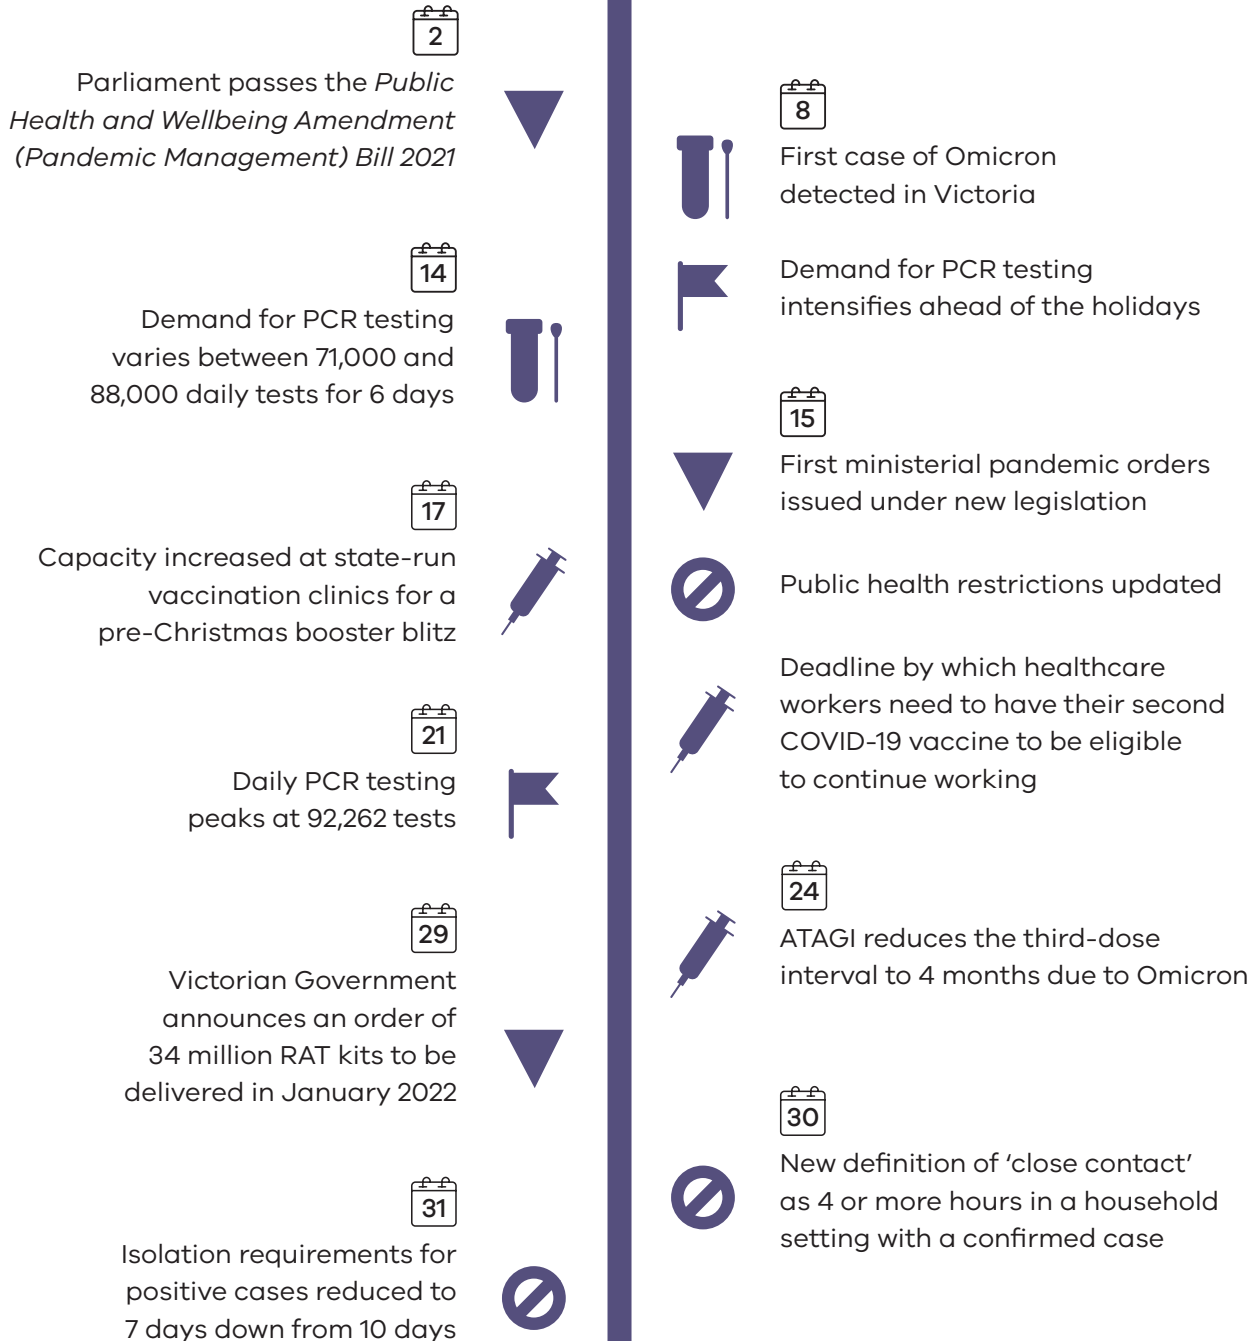 2
Parliament passes the Public
Health and Wellbeing Amendment
(Pandemic Management) Bill 2021
8
First case of Omicron
detected in Victoria
Demand for PCR testing
intensifies ahead of the holidays
14
Demand for PCR testing
varies between 71,000 and
88,000 daily tests for 6 days
15
First ministerial pandemic orders
issued under new legislation
Public health restrictions updated
Deadline by which healthcare
workers need to have their second
COVID-19 vaccine to be eligible
to continue working
17
Capacity increased at state-run
vaccination clinics for a
pre-Christmas booster blitz
21
Daily PCR testing
peaks at 92,262 tests
24
ATAGI reduces the third-dose
interval to 4 months due to Omicron
29
Victorian Government
announces an order of
34 million RAT kits to be
delivered in January 2022
30
New definition of ‘close contact’
as 4 or more hours in a household
setting with a confirmed case
31
Isolation requirements for
positive cases reduced to
7 days down from 10 days